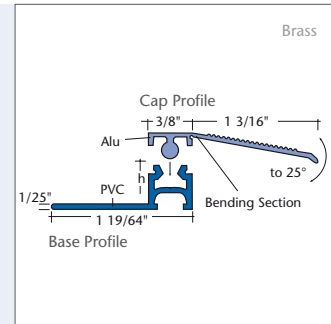 Brass
Cap Profile
3/8" 1 3/16"
Alu
to 25°
h
PVC
Bending Section
1/25"
1 19/64"
Base Profile